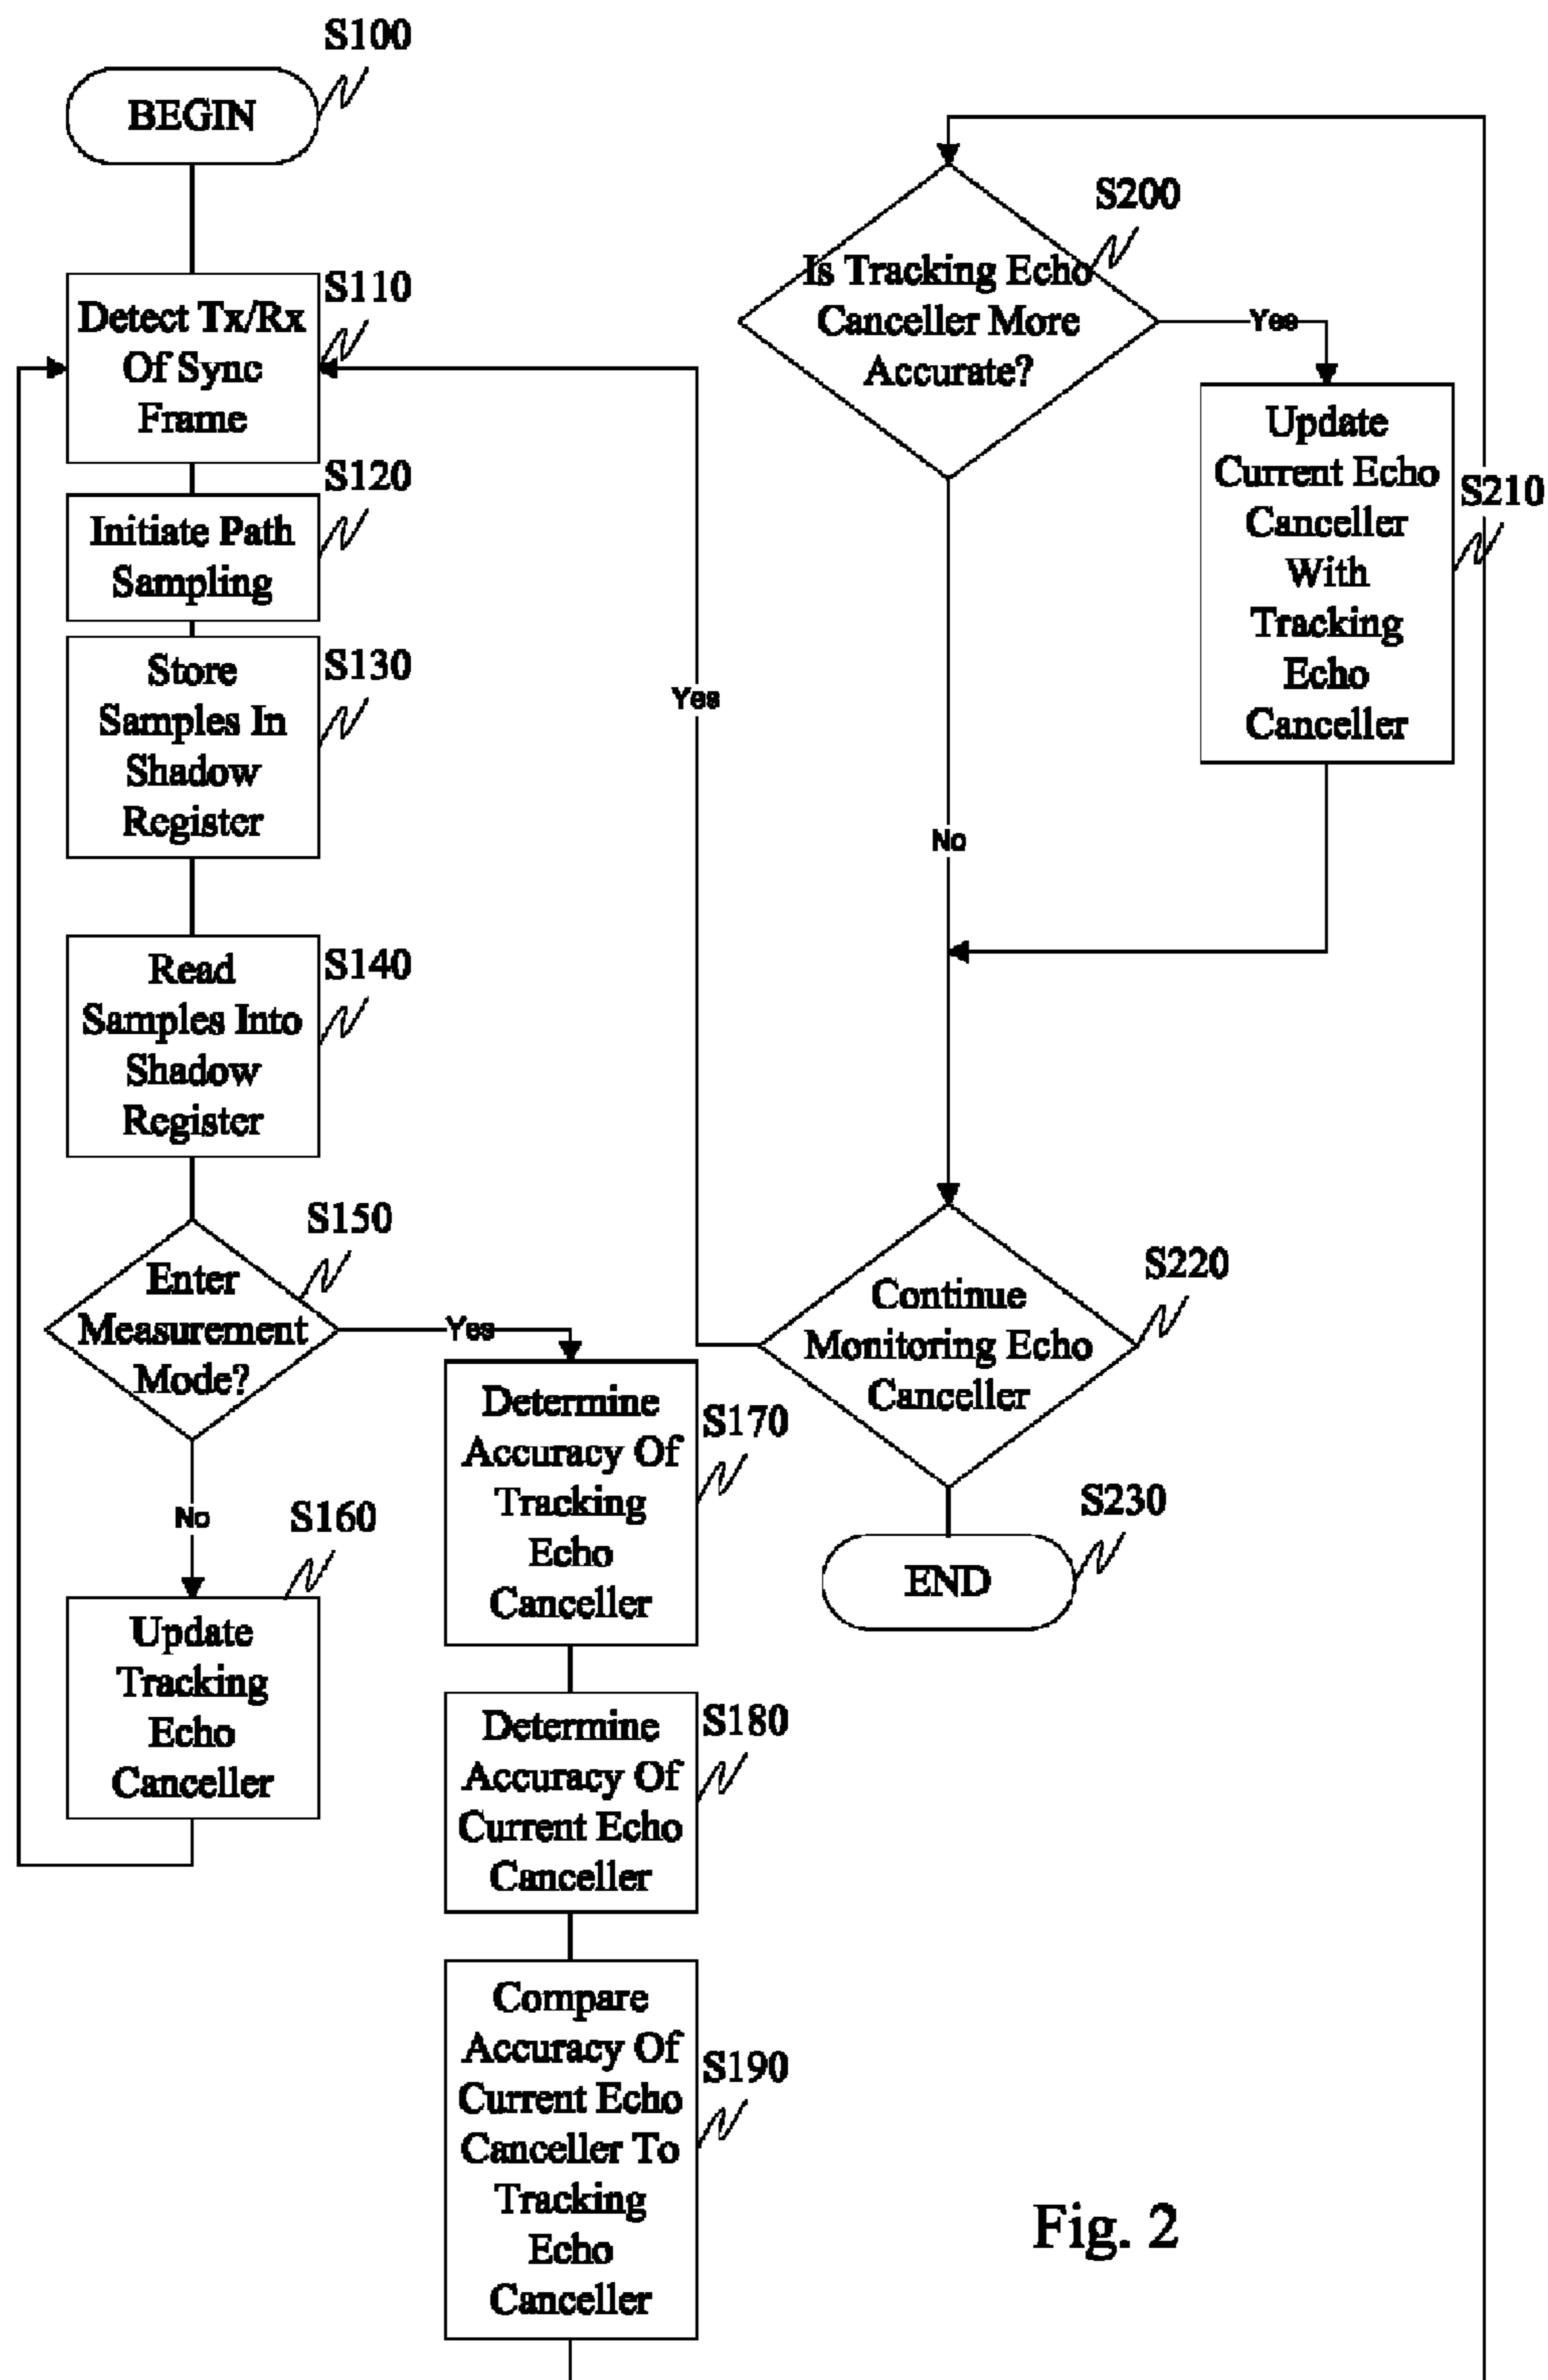 S100
BEGIN
S110
Detect Tx/Rx
Of Sync
Frame
S120
Initiate Path
Sampling
S130
Store
Samples In
Shadow
Register
S140
Read
Samples Into
Shadow
Register
S150
Enter
Measurement
Mode?
Yes
No
S160
Update
Tracking
Echo
Canceller
S170
Determine
Accuracy Of
Tracking
Echo
Canceller
S180
Determine
Accuracy Of
Current Echo
Canceller
S190
Compare
Accuracy Of
Current Echo
Canceller To
Tracking
Echo
Canceller
S200
Is Tracking Echo
Canceller More
Accurate?
Yes
S210
Update
Current Echo
Canceller
With
Tracking
Echo
Canceller
No
S220
Continue
Monitoring Echo
Canceller
Yes
S230
END
Fig. 2